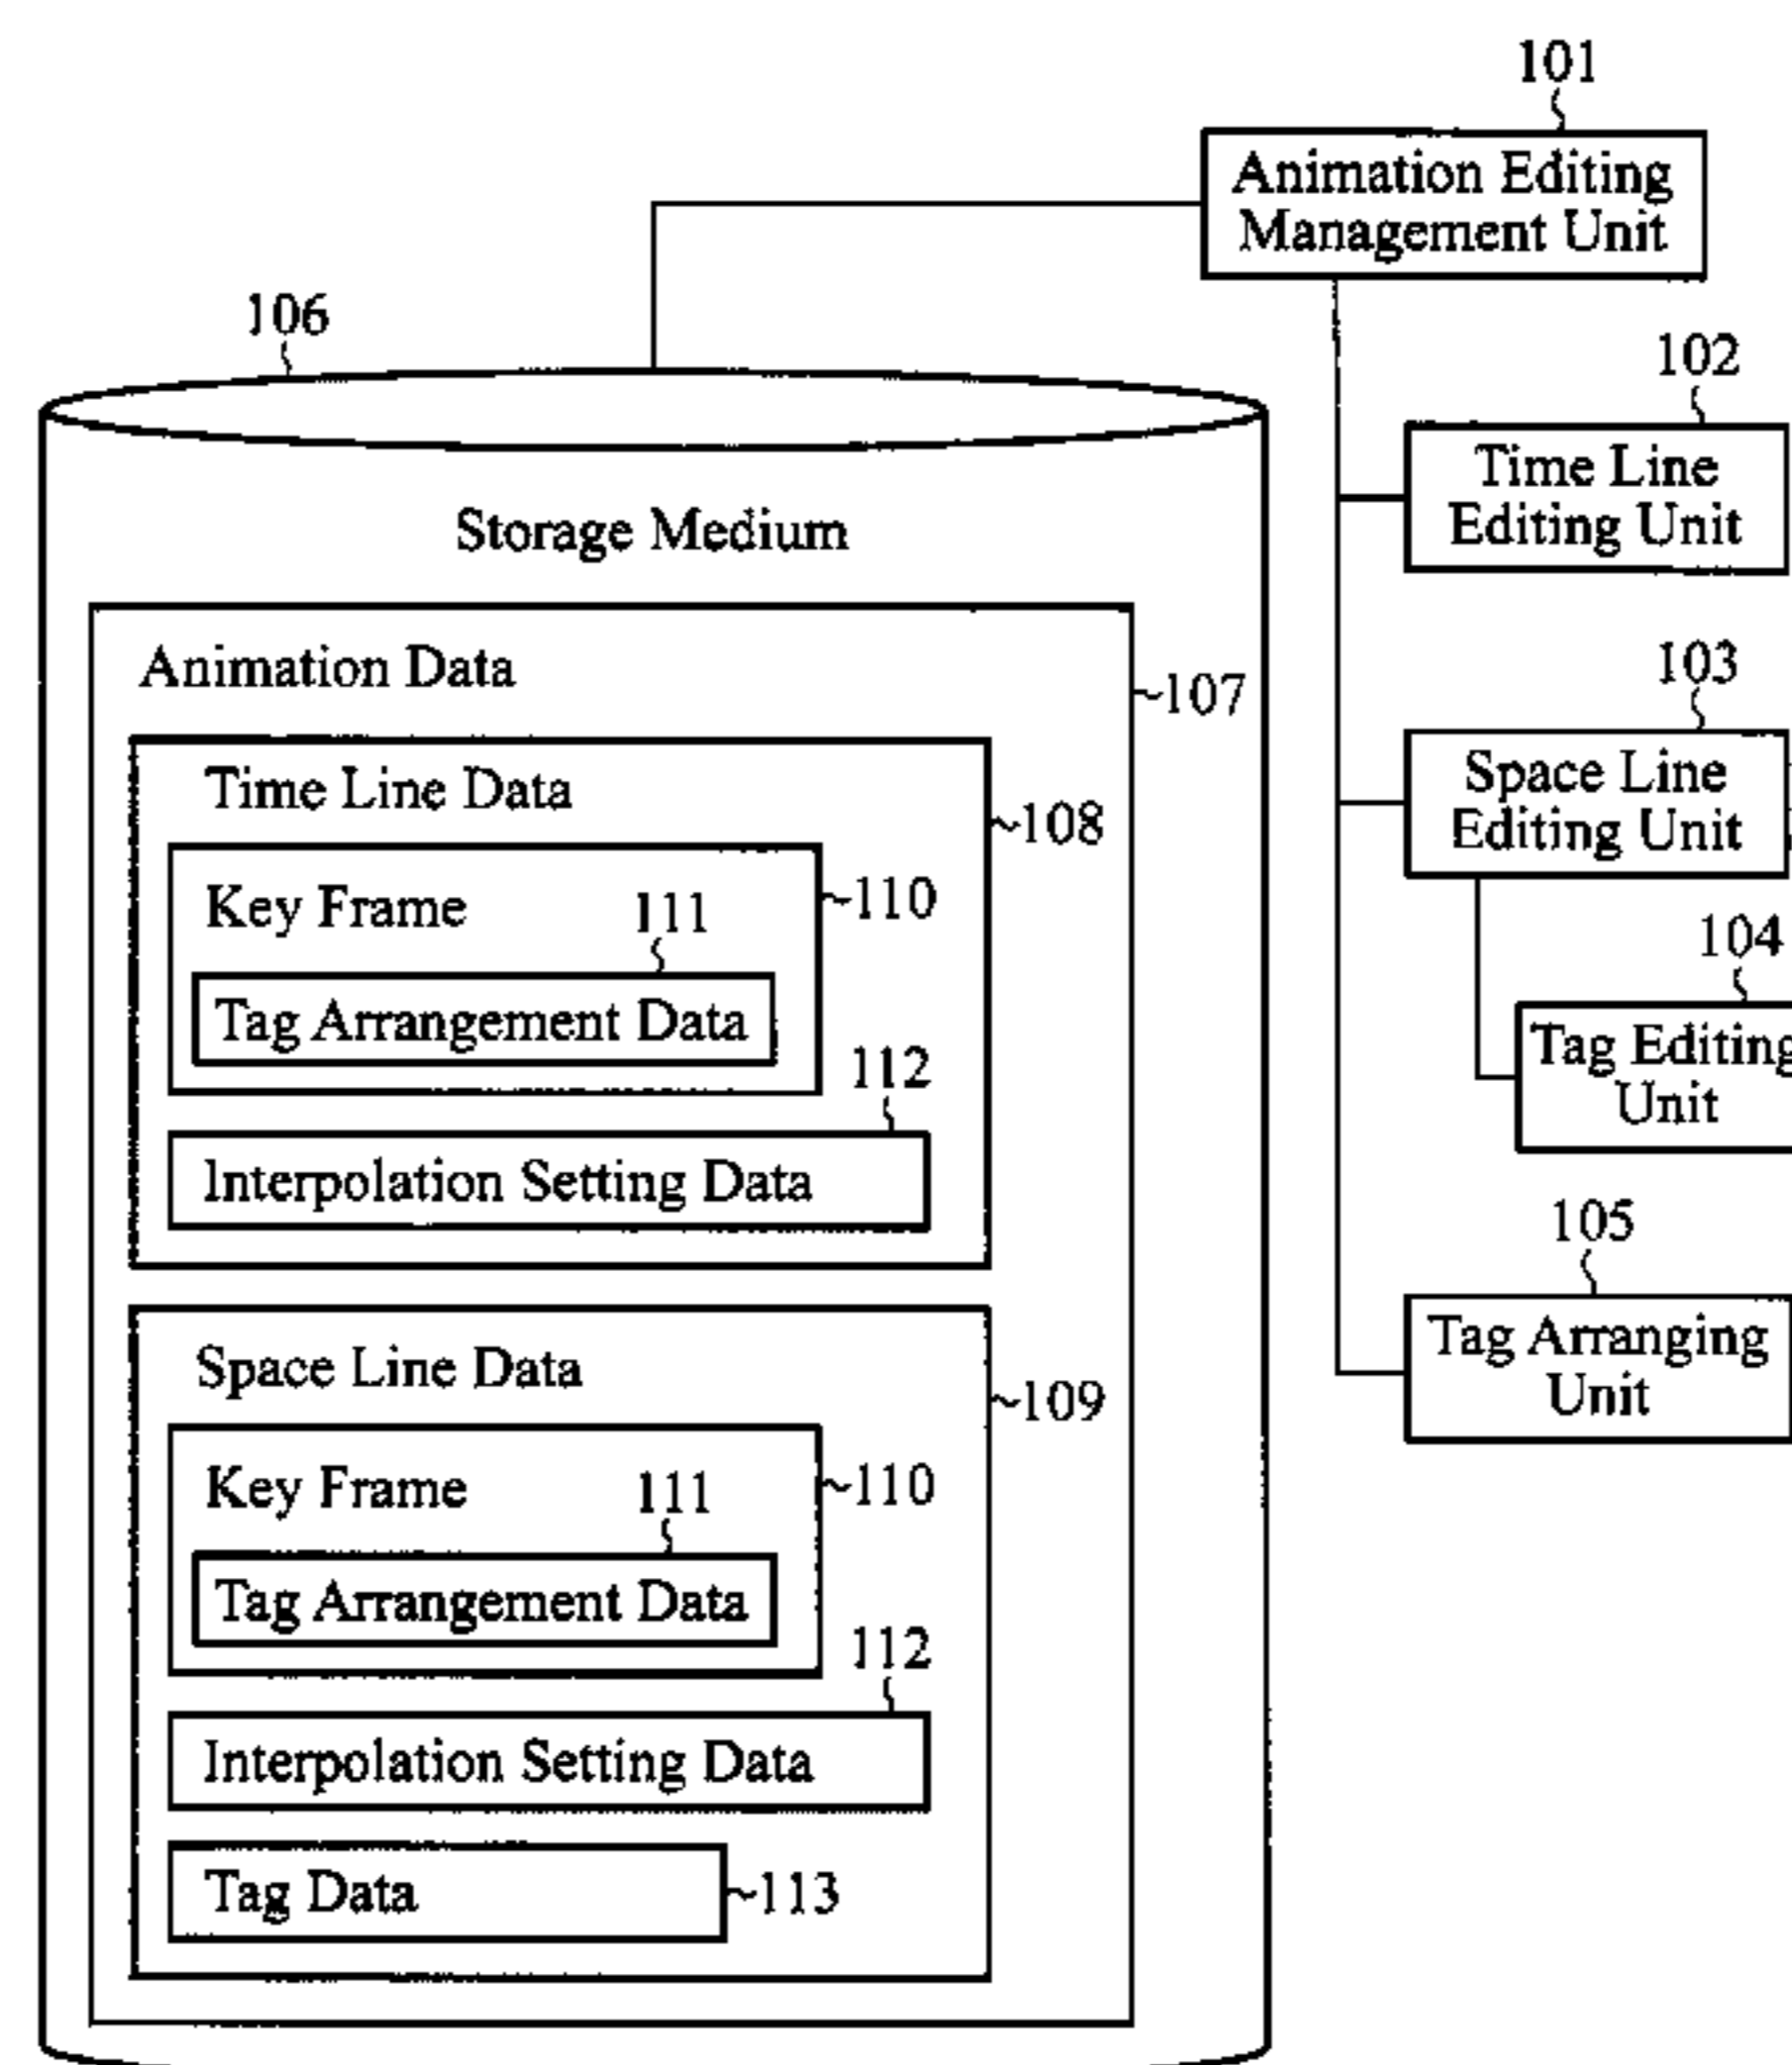 101
Animation Editing
Management Unit
106
102
Time Line
Editing Unit
Storage Medium
Animation Data
107
103
Space Line
Editing Unit
Time Line Data
108
Key Frame
111
110
Tag Arrangement Data
104
Tag Editing
Unit
112
Interpolation Setting Data
105
Tag Arranging
Unit
Space Line Data
109
Key Frame
111
110
Tag Arrangement Data
112
Interpolation Setting Data
Tag Data
113